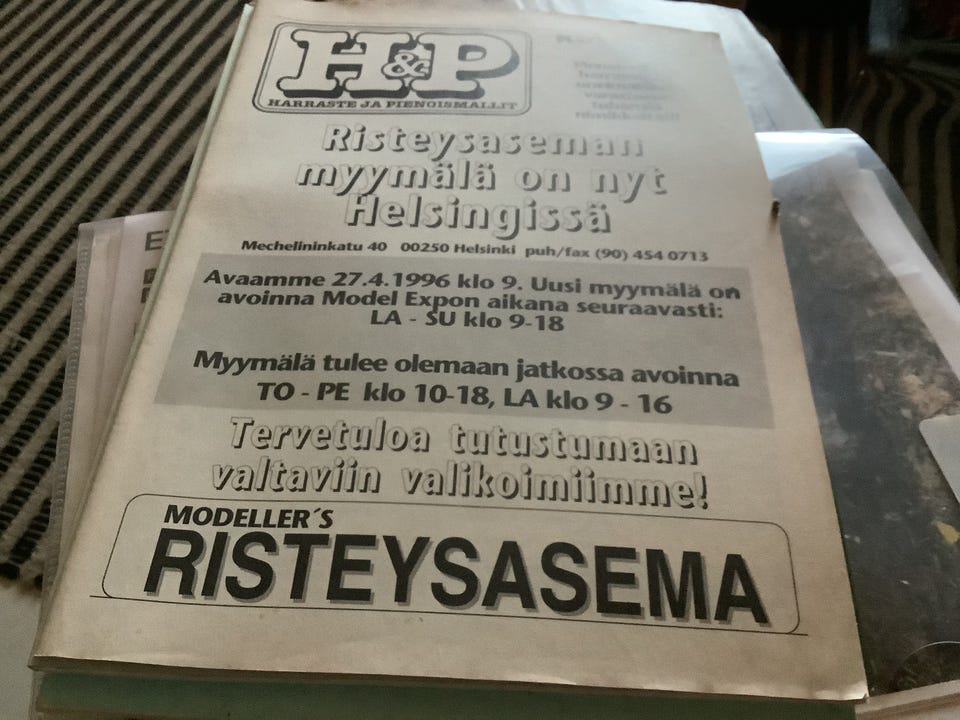 H&P
HARRASTE JA PIENOISMALLIT
Risteysaseman
myymälä on nyt
Helsingissä
Mechelininkatu 40 00250 Helsinki puh/fax (90) 454 0713
Avaamme 27.4.1996 klo 9. Uusi myymälä on
avoinna Model Expon aikana seuraavasti:
LA - SU klo 9-18
Myymälä tulee olemaan jatkossa avoinna
TO - PE klo 10-18, LA klo 9 - 16
Tervetuloa tutustumaan
valtaviin valikoimiimme!
MODELLER´S
RISTEYSASEMA